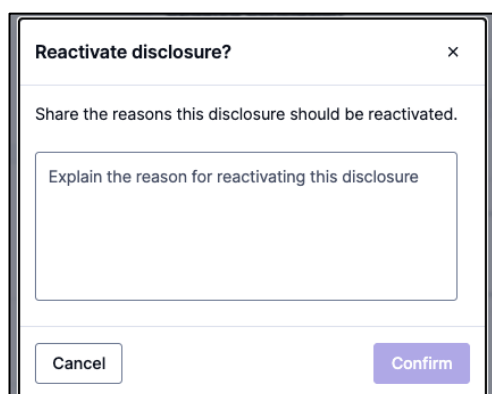 Reactivate disclosure? ×
Share the reasons this disclosure should be reactivated.
Explain the reason for reactivating this disclosure
Cancel Confirm